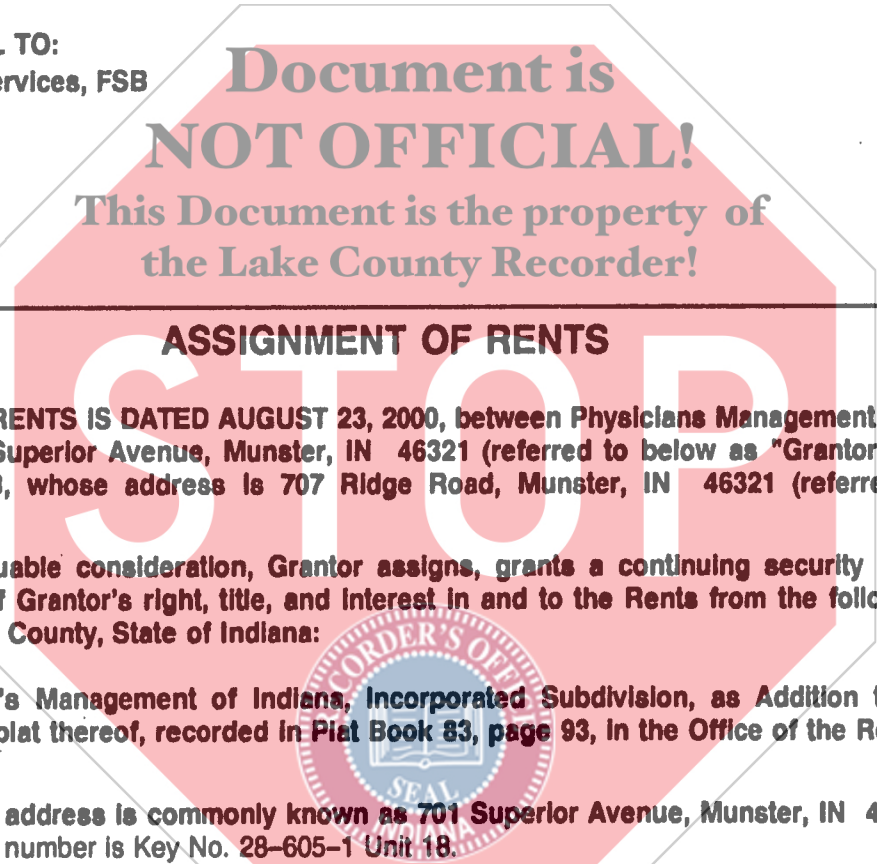 L TO:
ervices, FSB
Document is
NOT OFFICIAL!
This Document is the property of
the Lake County Recorder!
ASSIGNMENT OF RENTS
STOP
RENTS IS DATED AUGUST 23, 2000, between Physicians Management
Superior Avenue, Munster, IN 46321 (referred to below as "Grantor
, whose address is 707 Ridge Road, Munster, IN 46321 (referre
uable consideration, Grantor assigns, grants a continuing security
f Grantor's right, title, and interest in and to the Rents from the follo
County, State of Indiana:
RECORDER'S OFFICE
's Management of Indiana, Incorporated Subdivision, as Addition t
plat thereof, recorded in Plat Book 83, page 93, in the Office of the R
SEAL
INDIANA
address is commonly known as 701 Superior Avenue, Munster, IN 4
number is Key No. 28-605-1 Unit 18.